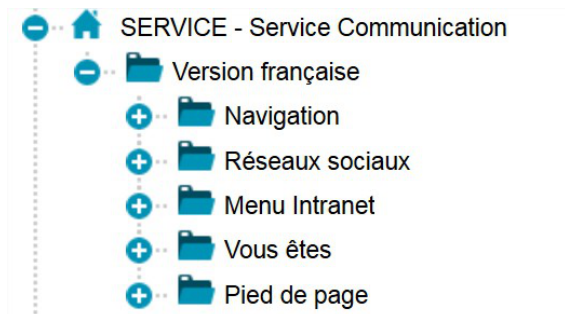 SERVICE - Service Communication
Version française
Navigation
Réseaux sociaux
Menu Intranet
Vous êtes
Pied de page